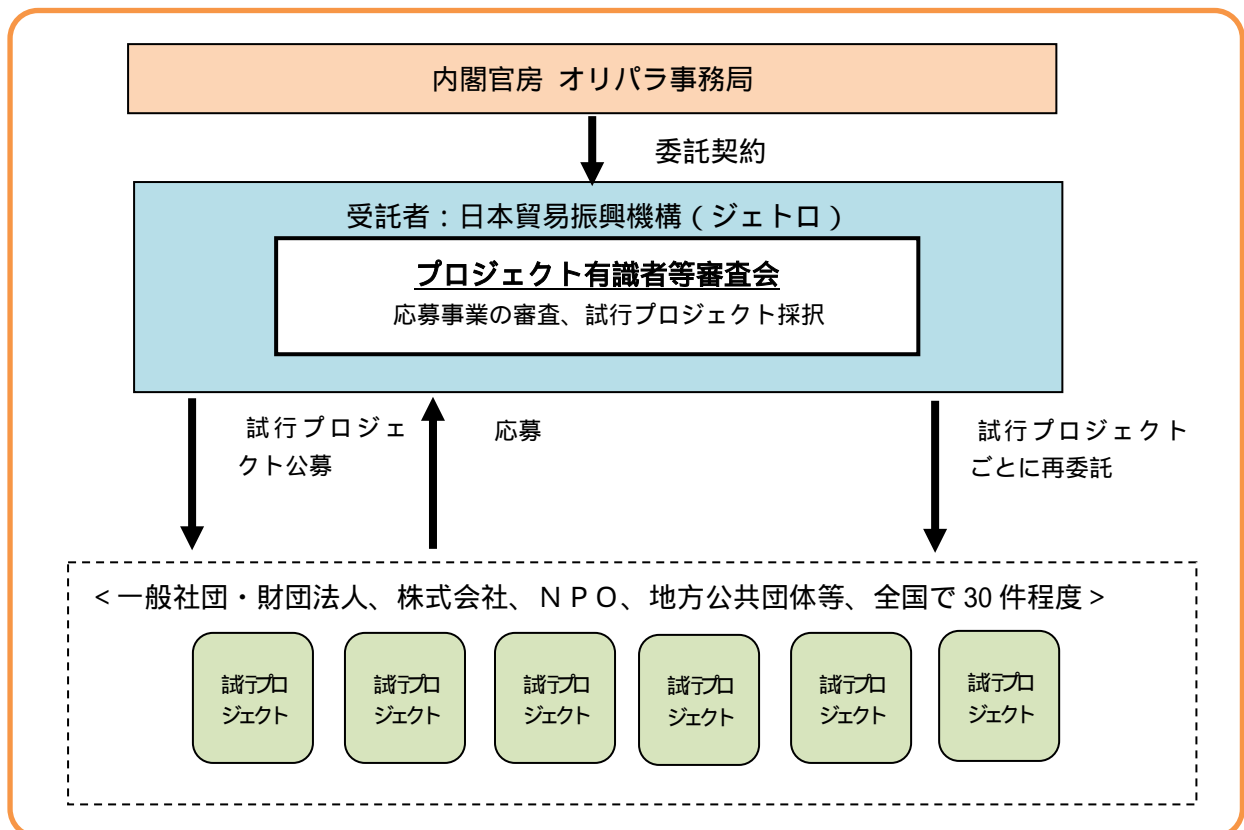 内閣官房 オリパラ事務局
委託契約
受託者：日本貿易振興機構（ジェトロ）
プロジェクト有識者等審査会
応募事業の審査、試行プロジェクト採択
試行プロジェ
クト公募
応募
試行プロジェクト
ごとに再委託
＜一般社団・財団法人、株式会社、ＮＰＯ、地方公共団体等、全国で 30 件程度＞
試行プロ
ジェクト
試行プロ
ジェクト
試行プロ
ジェクト
試行プロ
ジェクト
試行プロ
ジェクト
試行プロ
ジェクト